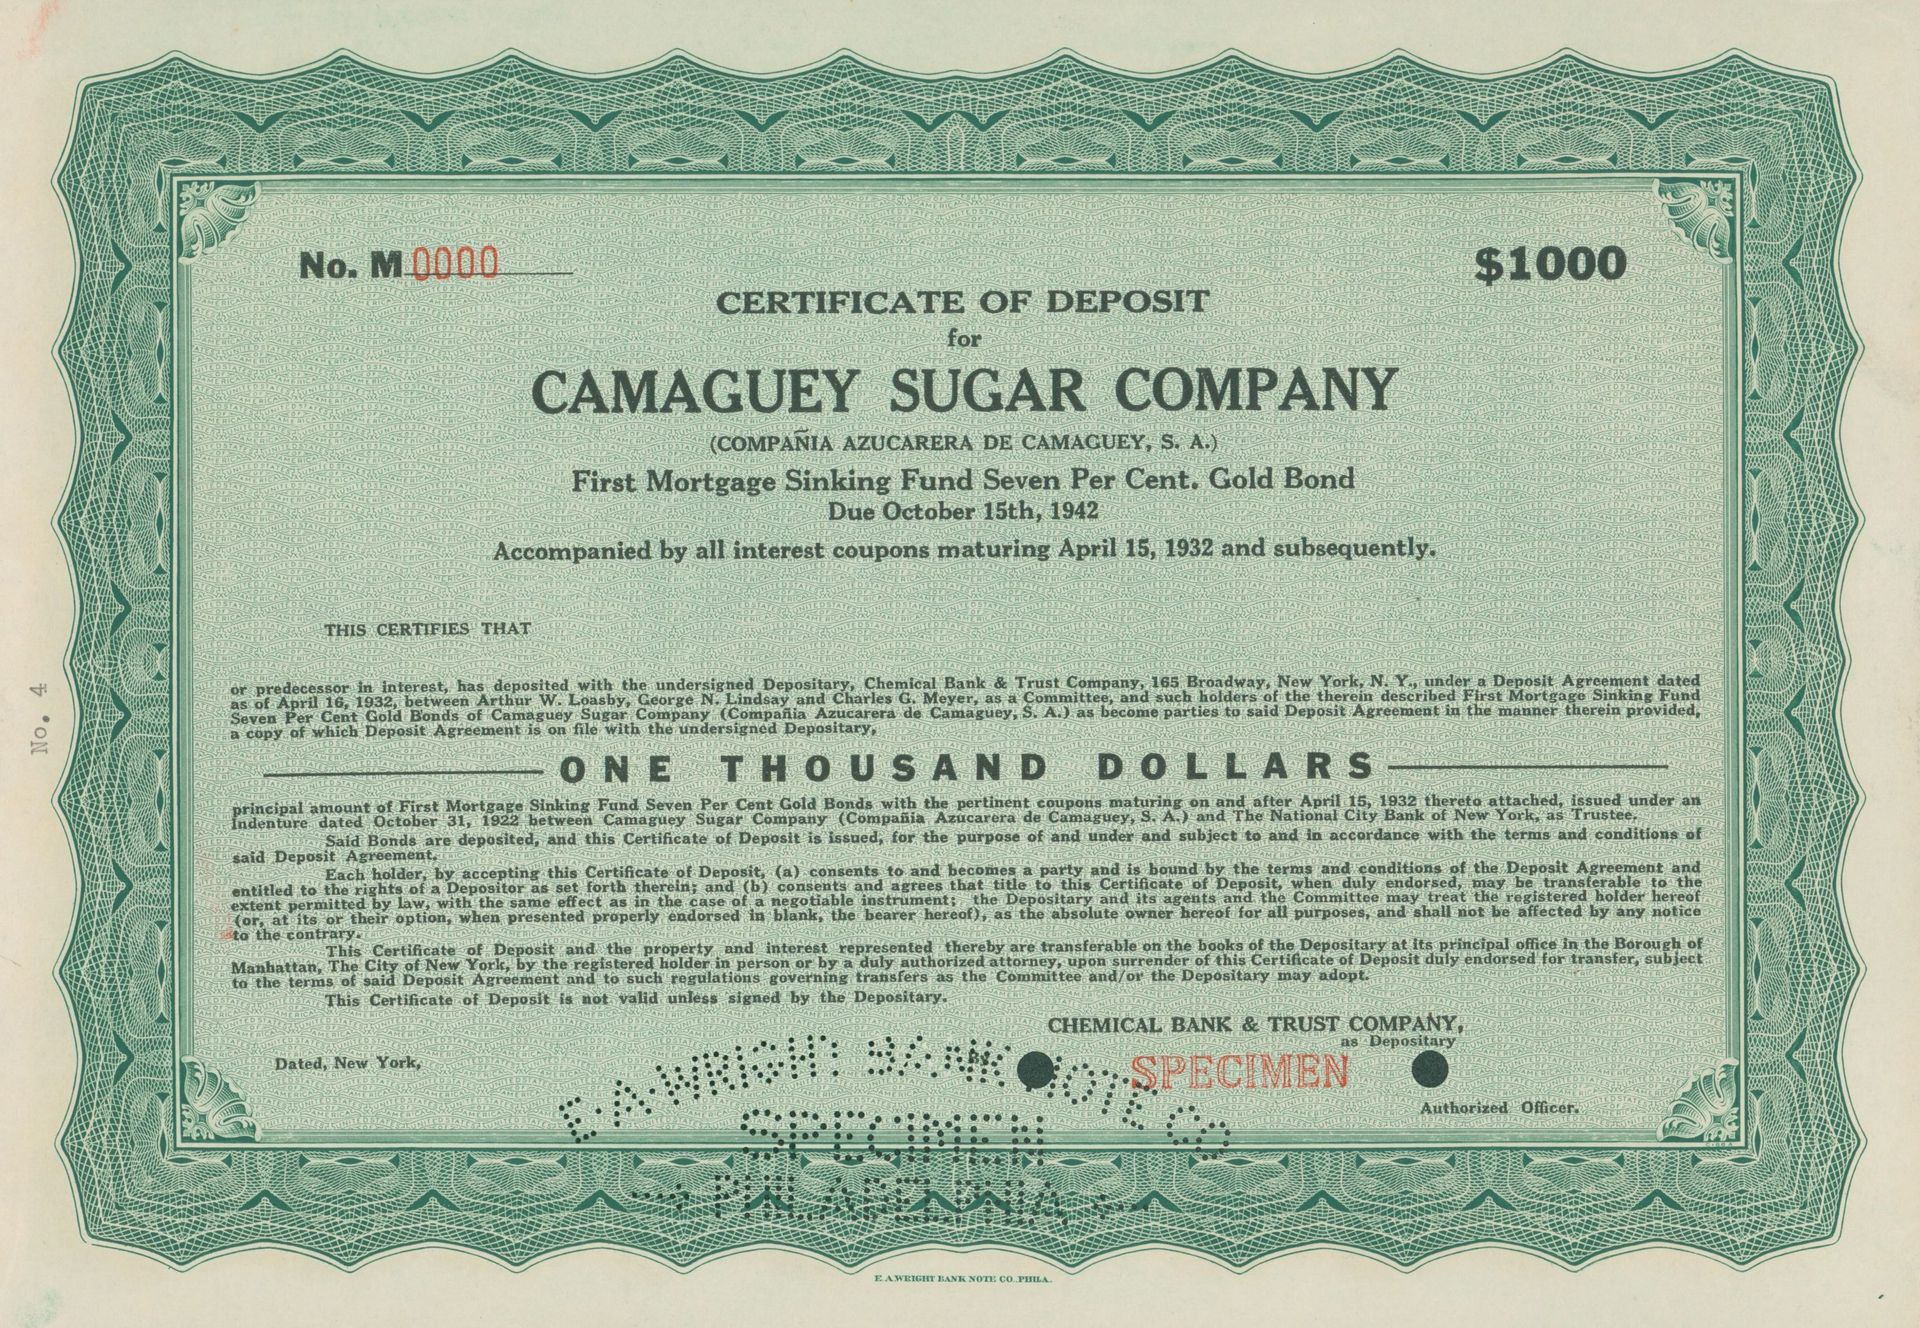 No. M 0000
$1000
CERTIFICATE OF DEPOSIT
for
CAMAGUEY SUGAR COMPANY
(COMPAÑIA AZUCARERA DE CAMAGUEY, S. A.)
First Mortgage Sinking Fund Seven Per Cent. Gold Bond
Due October 15th, 1942
Accompanied by all interest coupons maturing April 15, 1932 and subsequently.
THIS CERTIFIES THAT
or predecessor in interest, has deposited with the undersigned Depositary, Chemical Bank & Trust Company, 165 Broadway, New York, N. Y., under a Deposit Agreement dated
as of April 16, 1932, between Arthur W. Loasby, George N. Lindsay and Charles G. Meyer, as a Committee, and such holders of the therein described First Mortgage Sinking Fund
Seven Per Cent Gold Bonds of Camaguey Sugar Company (Compañia Azucarera de Camaguey, S. A.) as become parties to said Deposit Agreement in the manner therein provided,
a copy of which Deposit Agreement is on file with the undersigned Depositary,
ONE THOUSAND DOLLARS
principal amount of First Mortgage Sinking Fund Seven Per Cent Gold Bonds with the pertinent coupons maturing on and after April 15, 1932 thereto attached, issued under an
Indenture dated October 31, 1922 between Camaguey Sugar Company (Compañia Azucarera de Camaguey, S. A.) and The National City Bank of New York, as Trustee.
Said Bonds are deposited, and this Certificate of Deposit is issued, for the purpose of and under and subject to and in accordance with the terms and conditions of
said Deposit Agreement.
Each holder, by accepting this Certificate of Deposit, (a) consents to and becomes a party and is bound by the terms and conditions of the Deposit Agreement and
entitled to the rights of a Depositor as set forth therein; and (b) consents and agrees that title to this Certificate of Deposit, when duly endorsed, may be transferable to the
extent permitted by law, with the same effect as in the case of a negotiable instrument; the Depositary and its agents and the Committee may treat the registered holder hereof
(or, at its or their option, when presented properly endorsed in blank, the bearer hereof), as the absolute owner hereof for all purposes, and shall not be affected by any notice
to the contrary.
This Certificate of Deposit and the property and interest represented thereby are transferable on the books of the Depositary at its principal office in the Borough of
Manhattan, The City of New York, by the registered holder in person or by a duly authorized attorney, upon surrender of this Certificate of Deposit duly endorsed for transfer, subject
to the terms of said Deposit Agreement and to such regulations governing transfers as the Committee and/or the Depositary may adopt.
This Certificate of Deposit is not valid unless signed by the Depositary.
CHEMICAL BANK & TRUST COMPANY,
as Depositary
Dated, New York,
By
SPECIMEN
Authorized Officer.
E. A. WRIGHT BANK NOTE CO
SPECIMEN
PHILADELPHIA
E. A. WRIGHT BANK NOTE CO. PHILA.
No. 4